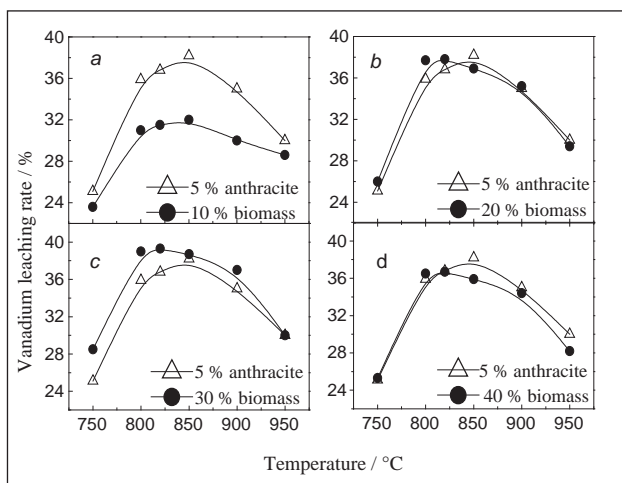 Vanadium leaching rate / %
40
36
32
28
24
a
△ 5 % anthracite
● 10 % biomass
b
△ 5 % anthracite
● 20 % biomass
40
36
32
28
24
c
△ 5 % anthracite
● 30 % biomass
750 800 850 900 950
d
△ 5 % anthracite
● 40 % biomass
750 800 850 900 950
Temperature / °C